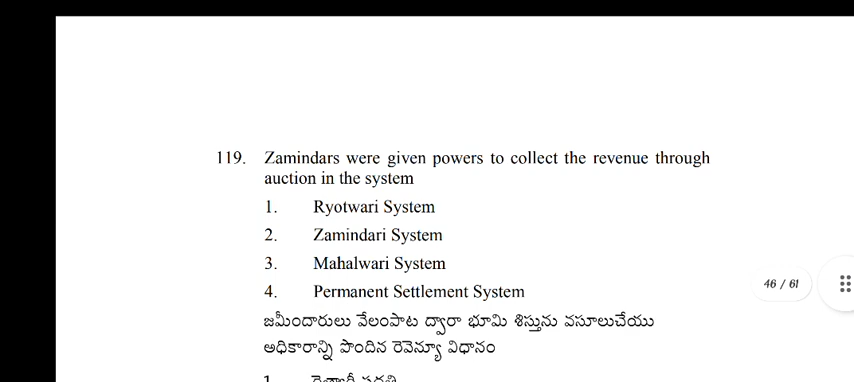 119. Zamindars were given powers to collect the revenue through
auction in the system
1. Ryotwari System
2. Zamindari System
3. Mahalwari System
4. Permanent Settlement System
46 / 61
జమీందారులు వేలంపాట ద్వారా భూమి శిస్తును వసూలుచేయు
అధికారాన్ని పొందిన రెవెన్యూ విధానం
1.